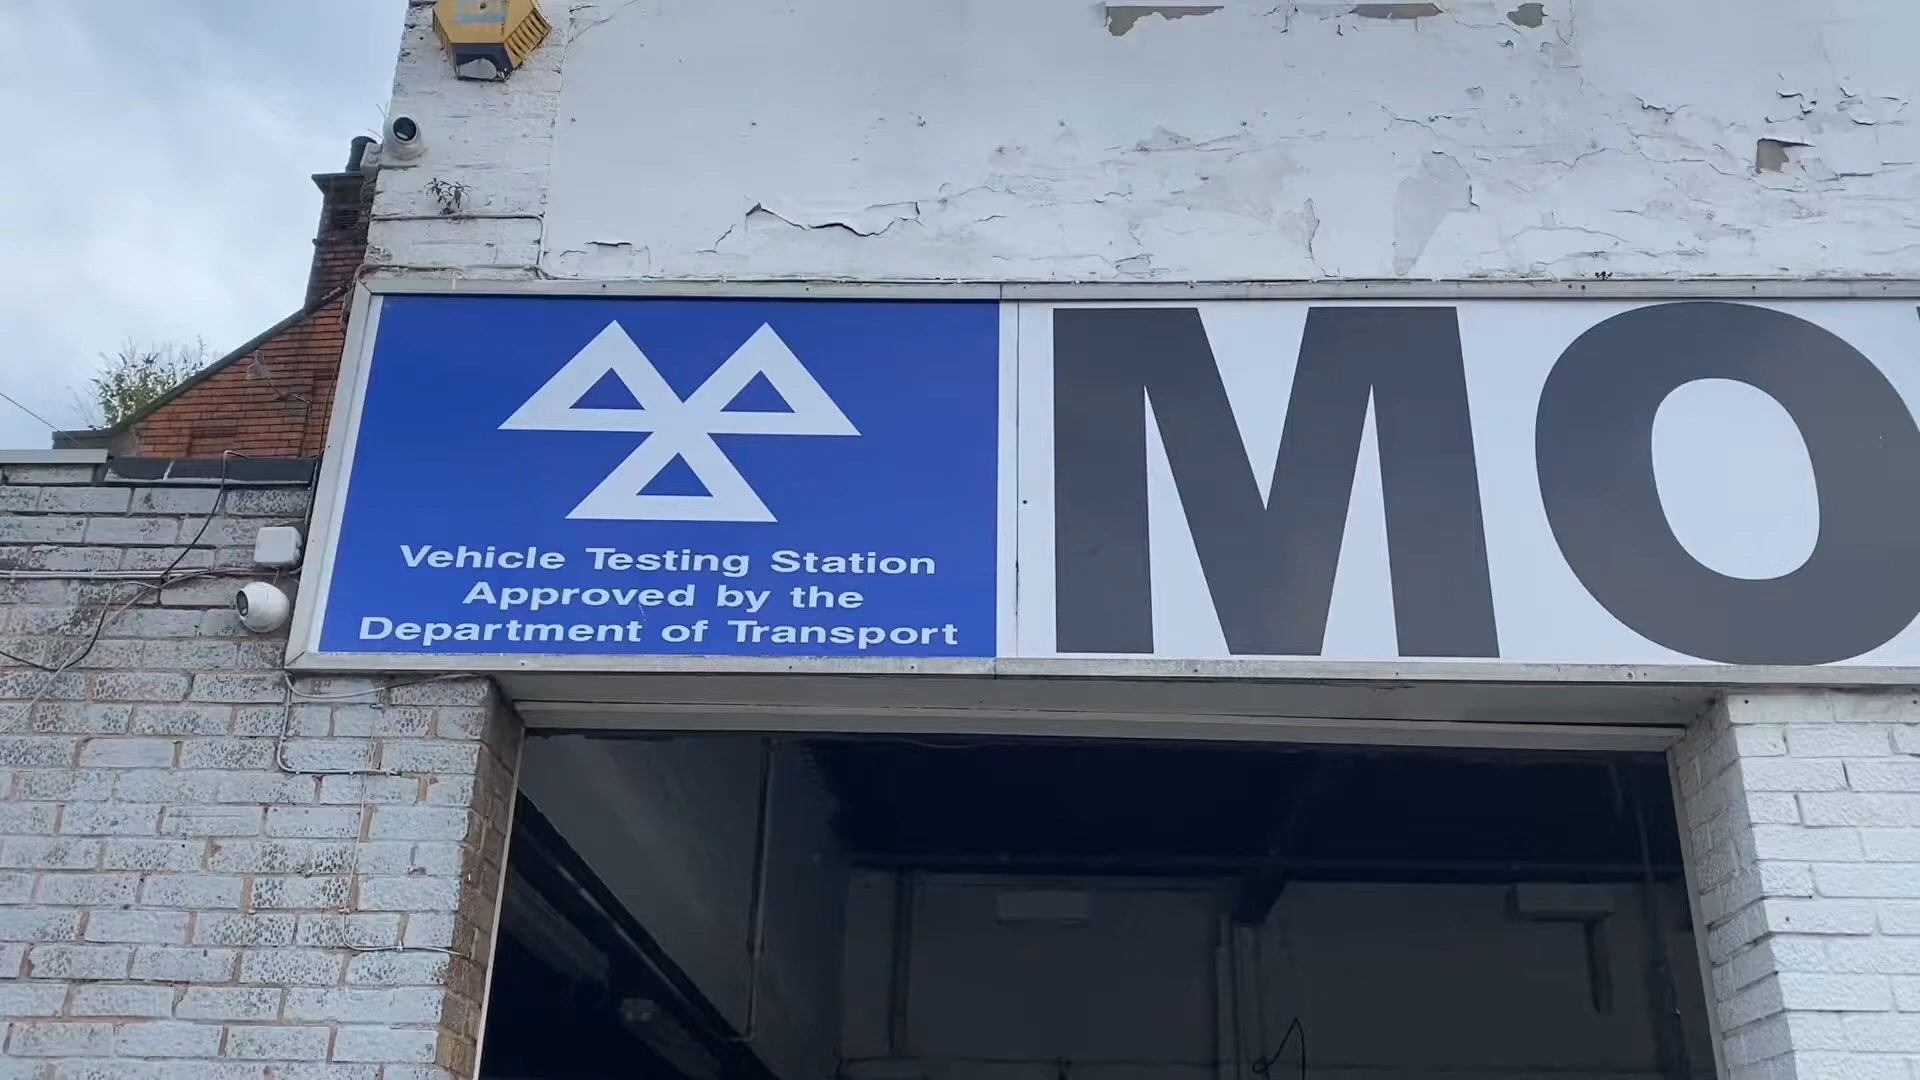 Vehicle Testing Station
Approved by the
Department of Transport
MO